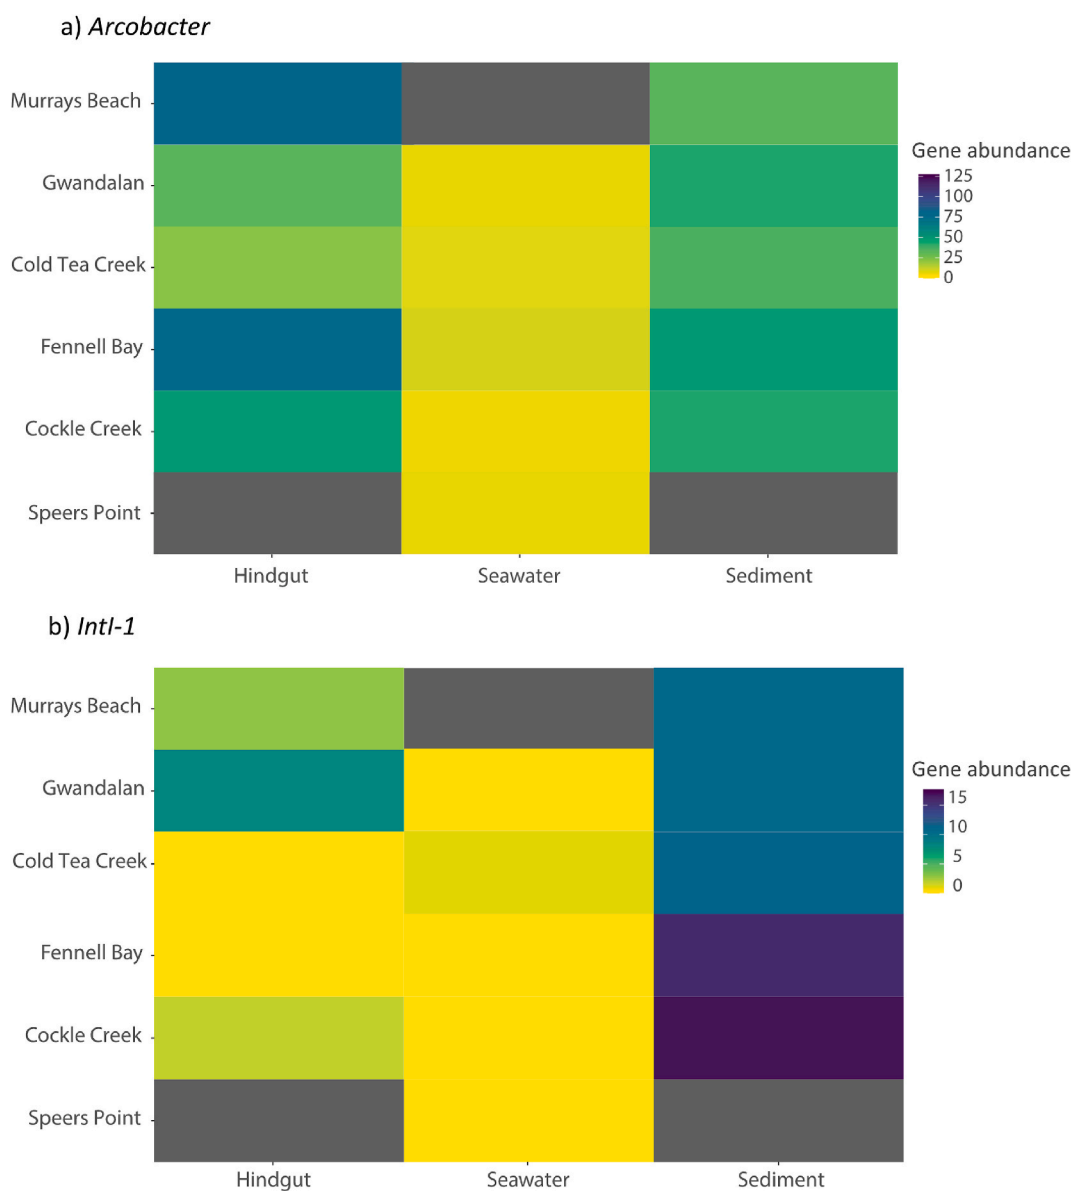 a) Arcobacter
Murrays Beach
Gwandalan
Cold Tea Creek
Fennell Bay
Cockle Creek
Speers Point
Hindgut Seawater Sediment
Gene abundance
125
100
75
50
25
0
b) IntI-1
Murrays Beach
Gwandalan
Cold Tea Creek
Fennell Bay
Cockle Creek
Speers Point
Hindgut Seawater Sediment
Gene abundance
15
10
5
0